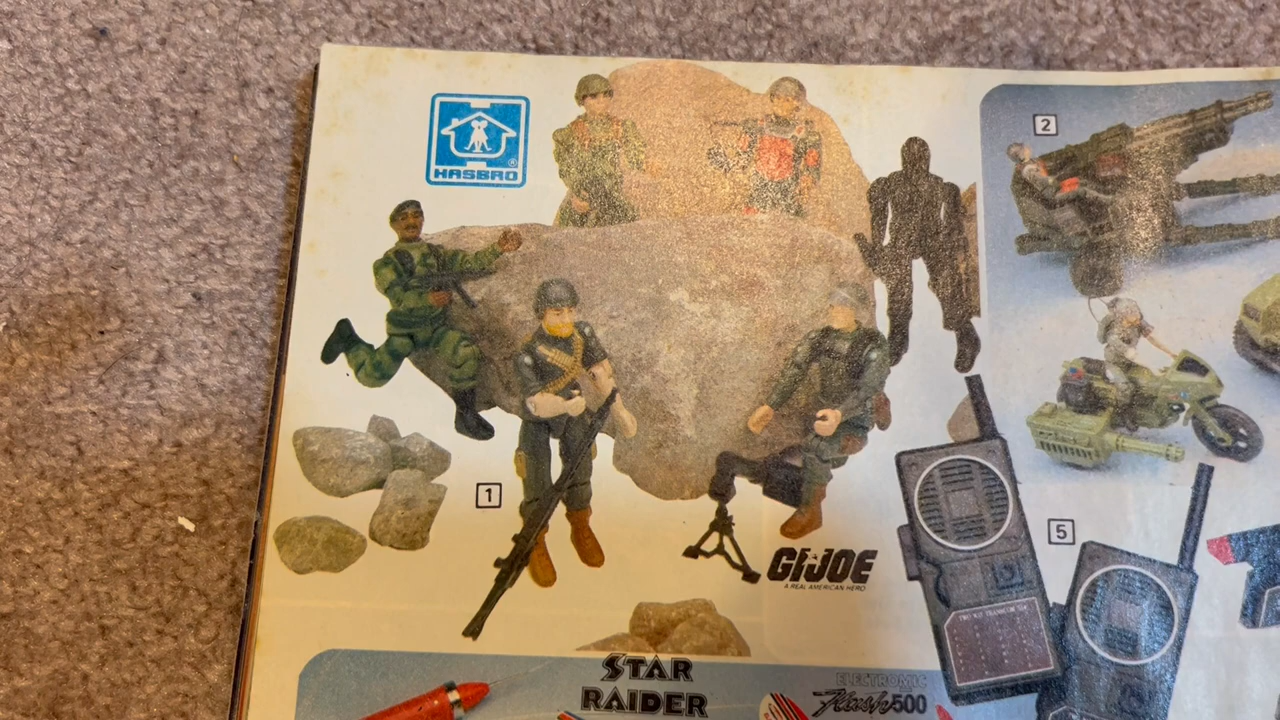 HASBRO
®
2
1
5
GI JOE
A REAL AMERICAN HERO
STAR
RAIDER
ELECTRONIC
Flash 500